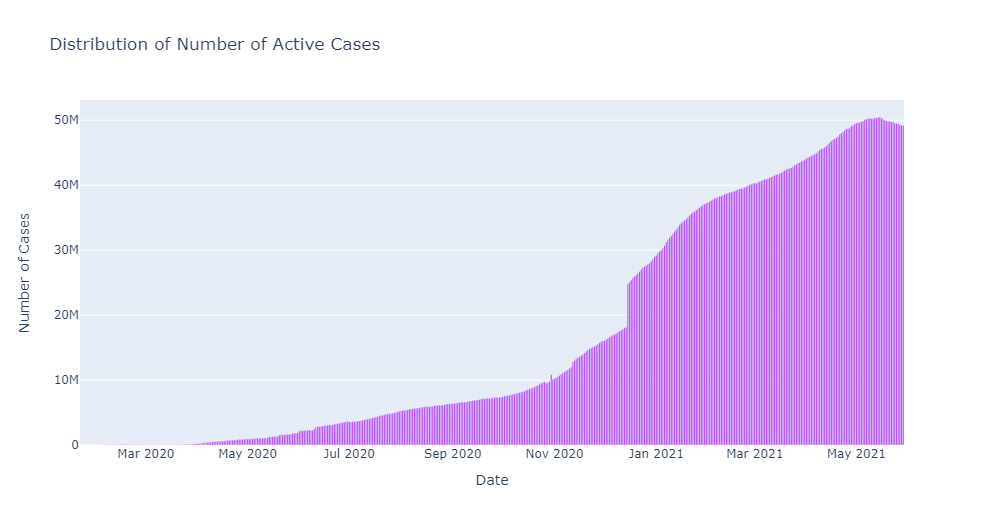 Distribution of Number of Active Cases
50M
40M
30M
20M
10M
0
Number of Cases
Mar 2020 May 2020 Jul 2020 Sep 2020 Nov 2020 Jan 2021 Mar 2021 May 2021
Date